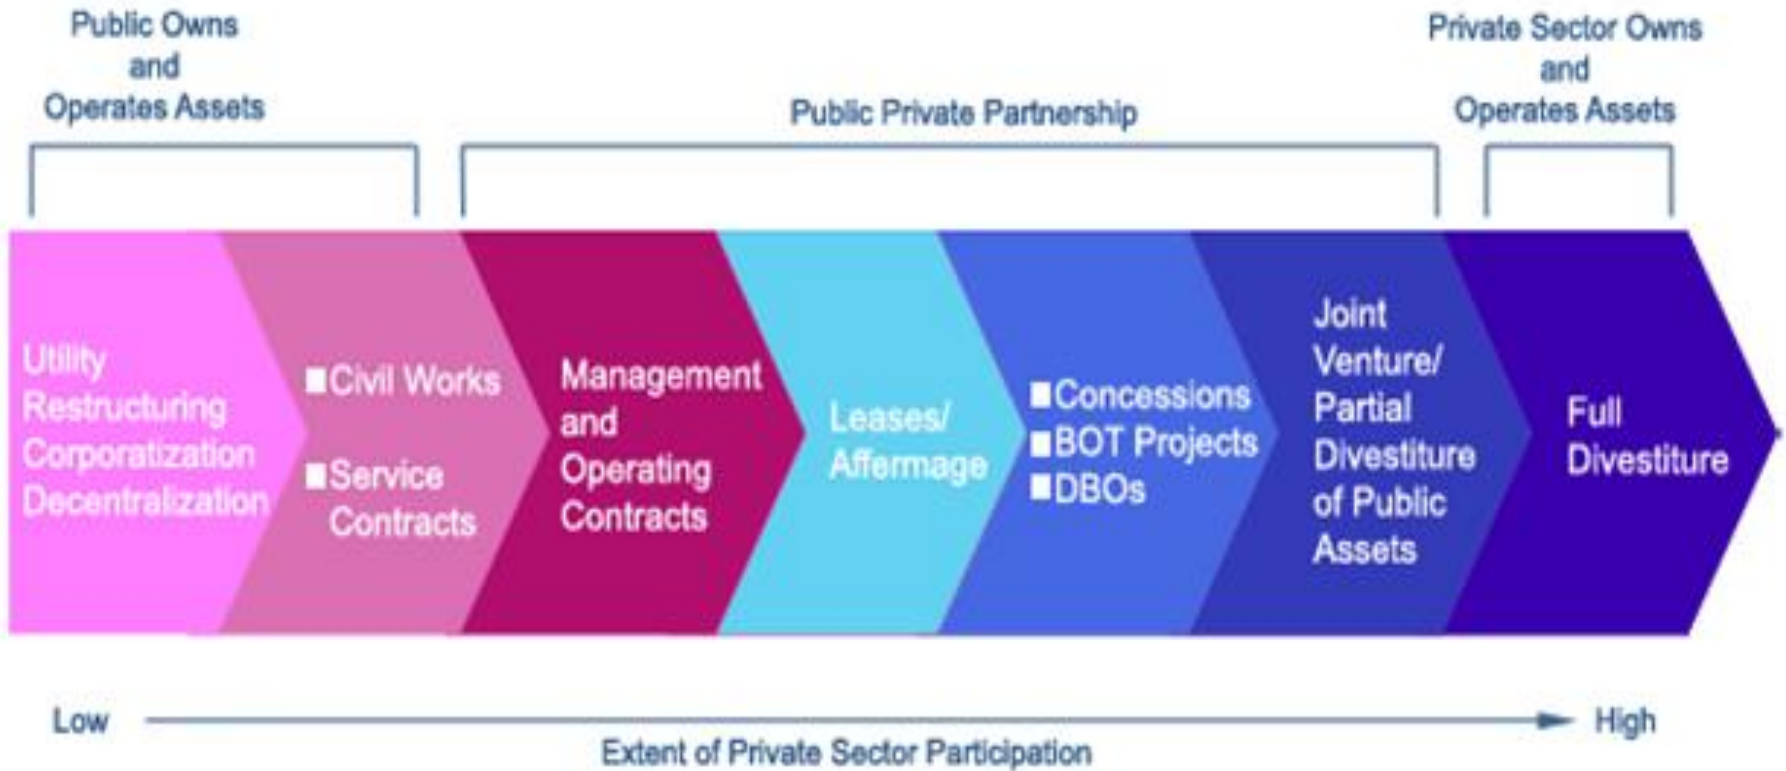 Public Owns
and
Operates Assets
Public Private Partnership
Private Sector Owns
and
Operates Assets
Utility
Restructuring
Corporatization
Decentralization
Civil Works
Service
Contracts
Management
and
Operating
Contracts
Leases/
Affermage
Concessions
BOT Projects
DBOs
Joint
Venture/
Partial
Divestiture
of Public
Assets
Full
Divestiture
Low
High
Extent of Private Sector Participation